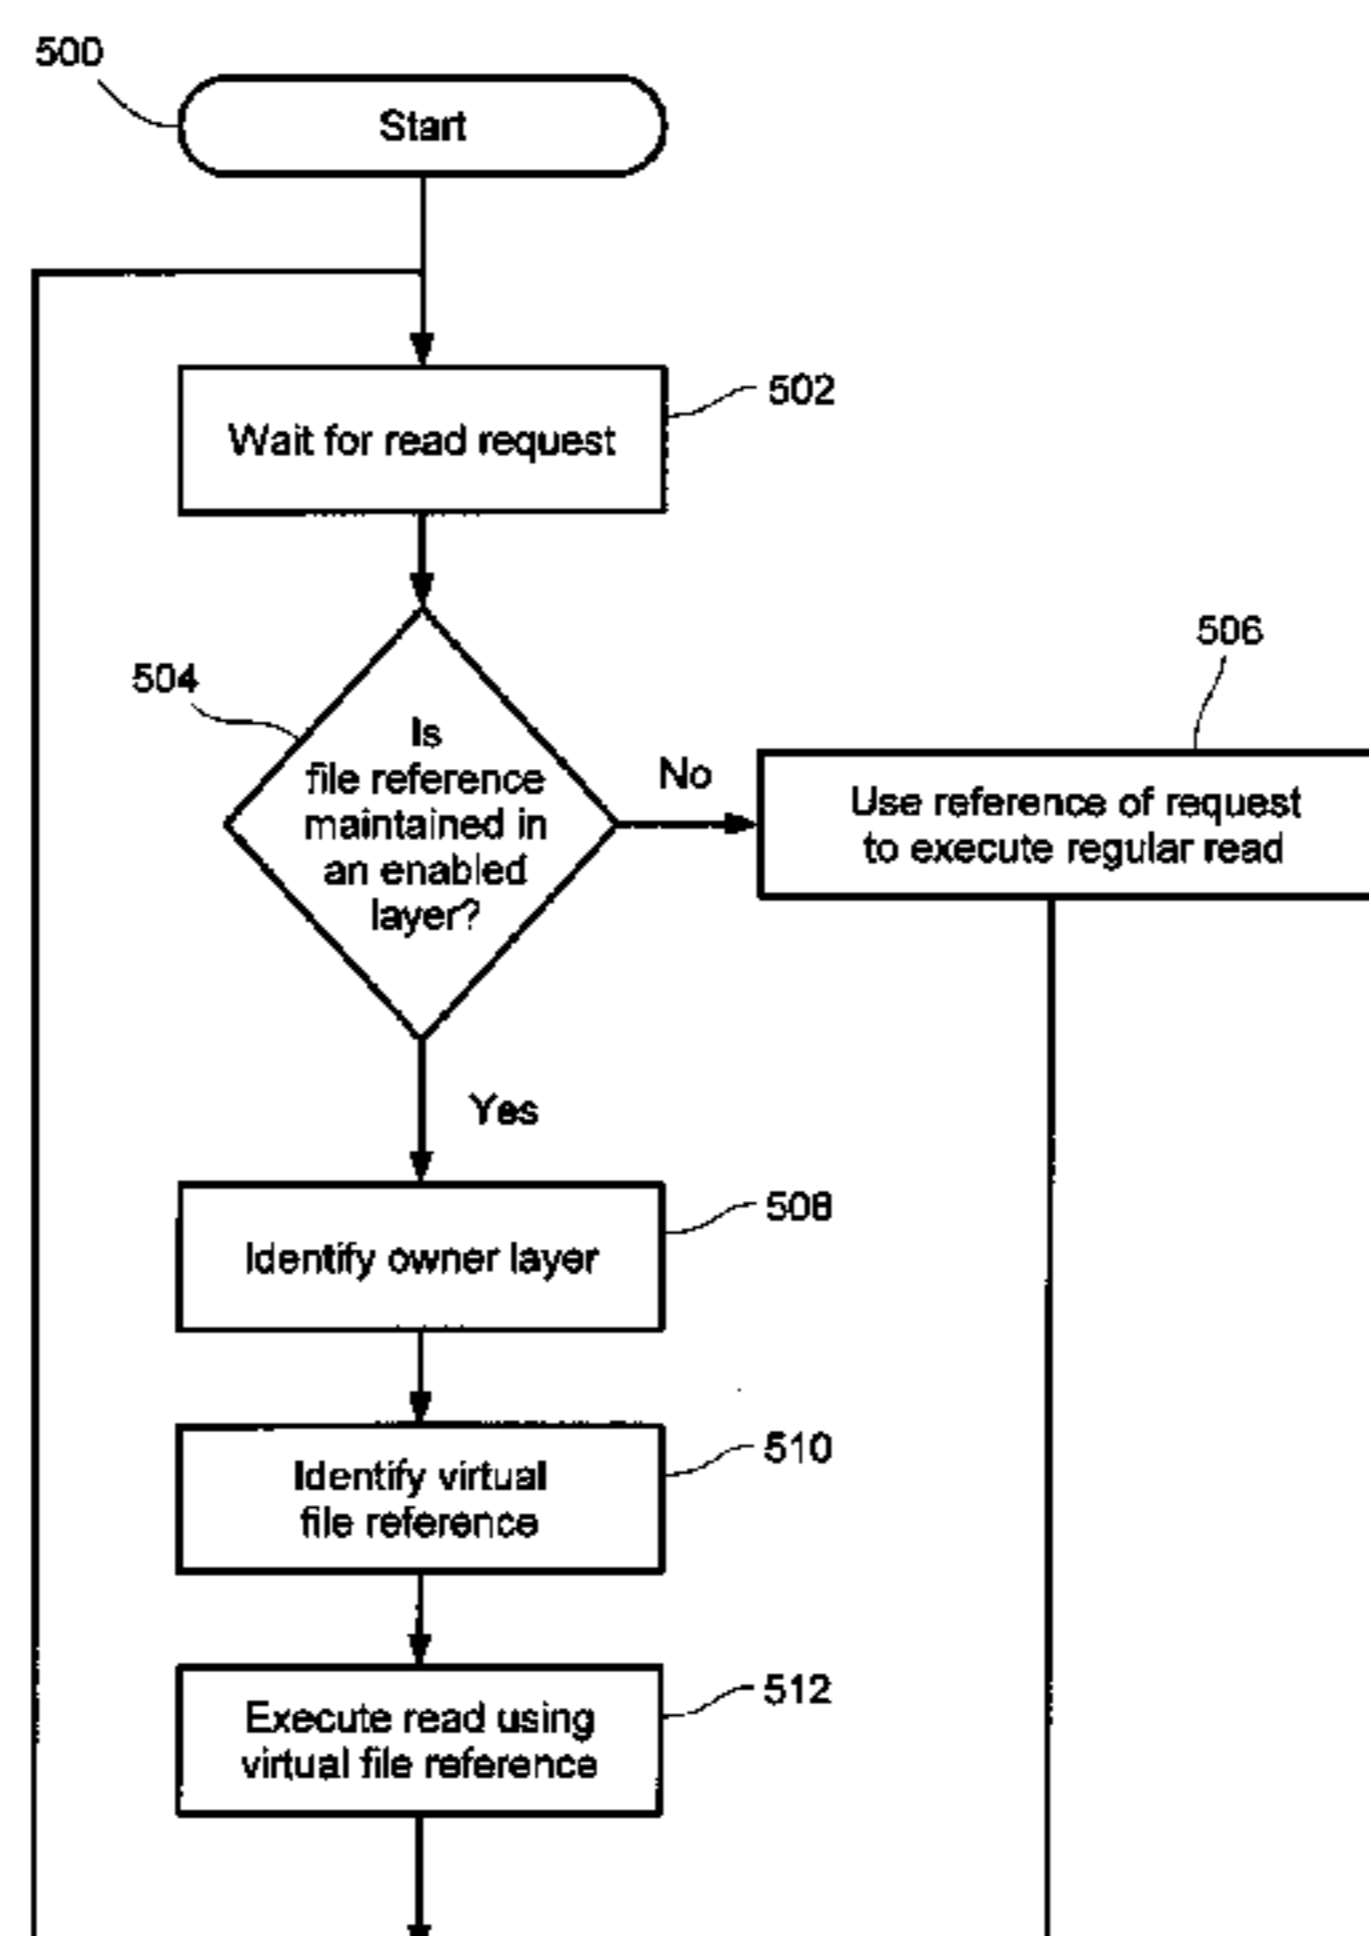 500
Start
Wait for read request
502
504
Is
file reference
maintained in
an enabled
layer?
No
506
Use reference of request
to execute regular read
Yes
Identify owner layer
508
Identify virtual
file reference
510
Execute read using
virtual file reference
512